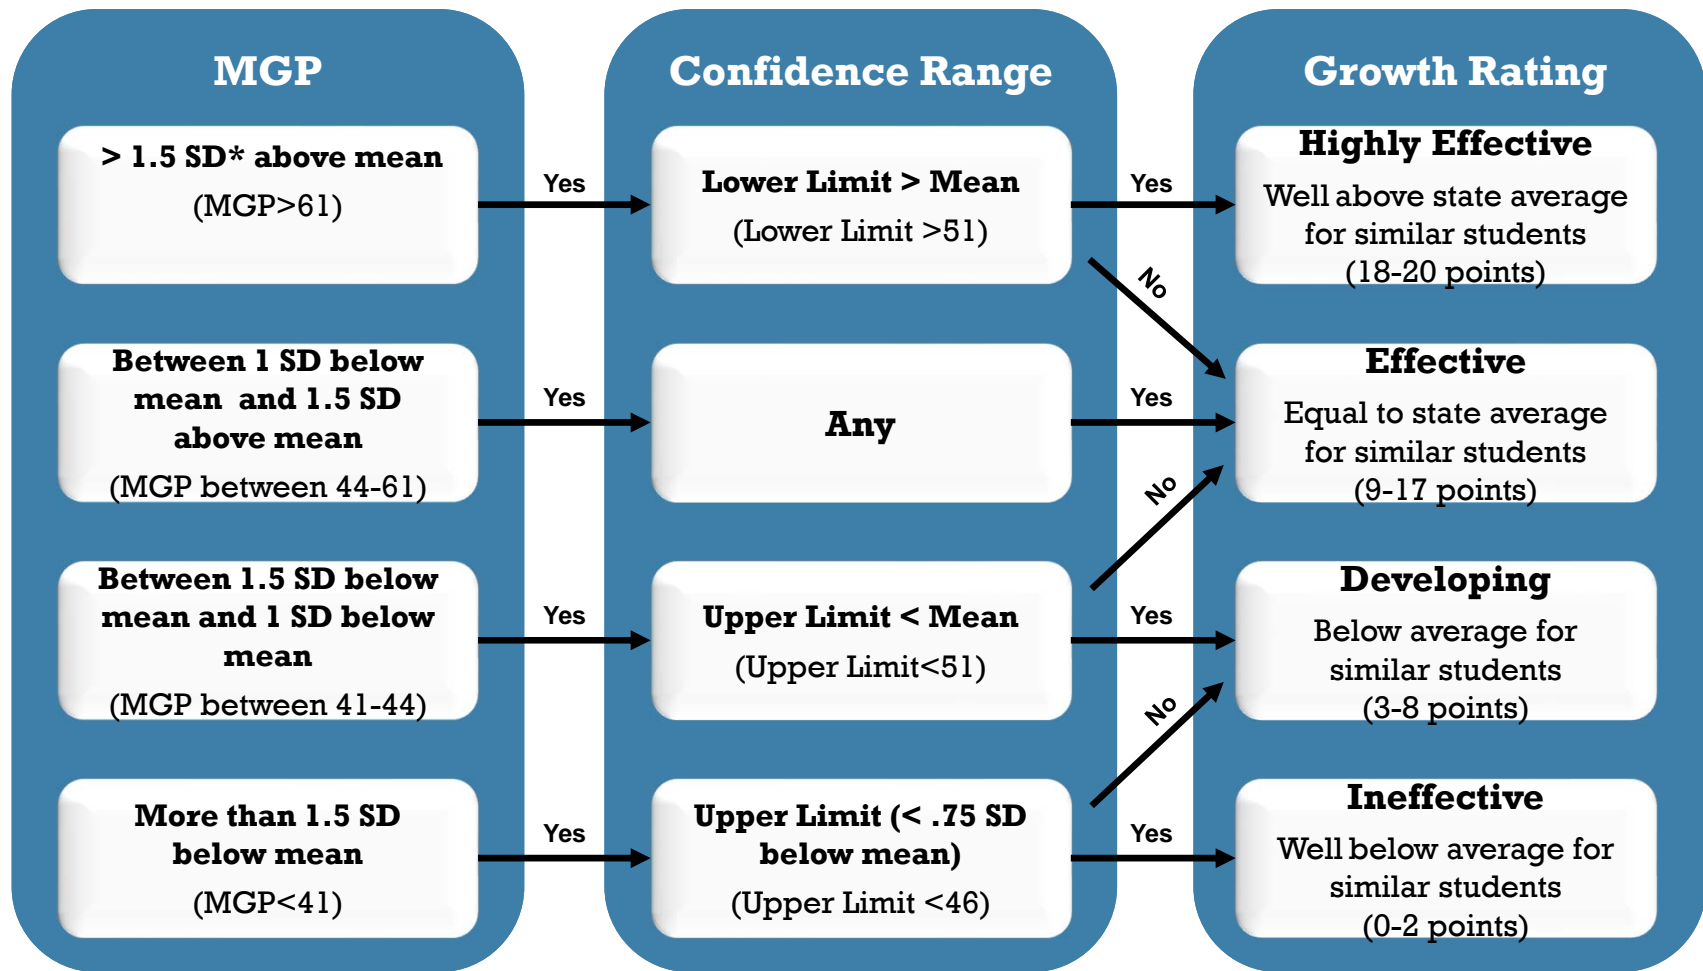 MGP
> 1.5 SD* above mean
(MGP>61)
Between 1 SD below
mean and 1.5 SD
above mean
(MGP between 44-61)
Between 1.5 SD below
mean and 1 SD below
mean
(MGP between 41-44)
More than 1.5 SD
below mean
(MGP<41)
Yes
Yes
Yes
Yes
Confidence Range
Lower Limit > Mean
(Lower Limit >51)
Any
Upper Limit < Mean
(Upper Limit<51)
Upper Limit (< .75 SD
below mean)
(Upper Limit <46)
Yes
No
Yes
No
Yes
No
Yes
Growth Rating
Highly Effective
Well above state average
for similar students
(18-20 points)
Effective
Equal to state average
for similar students
(9-17 points)
Developing
Below average for
similar students
(3-8 points)
Ineffective
Well below average for
similar students
(0-2 points)